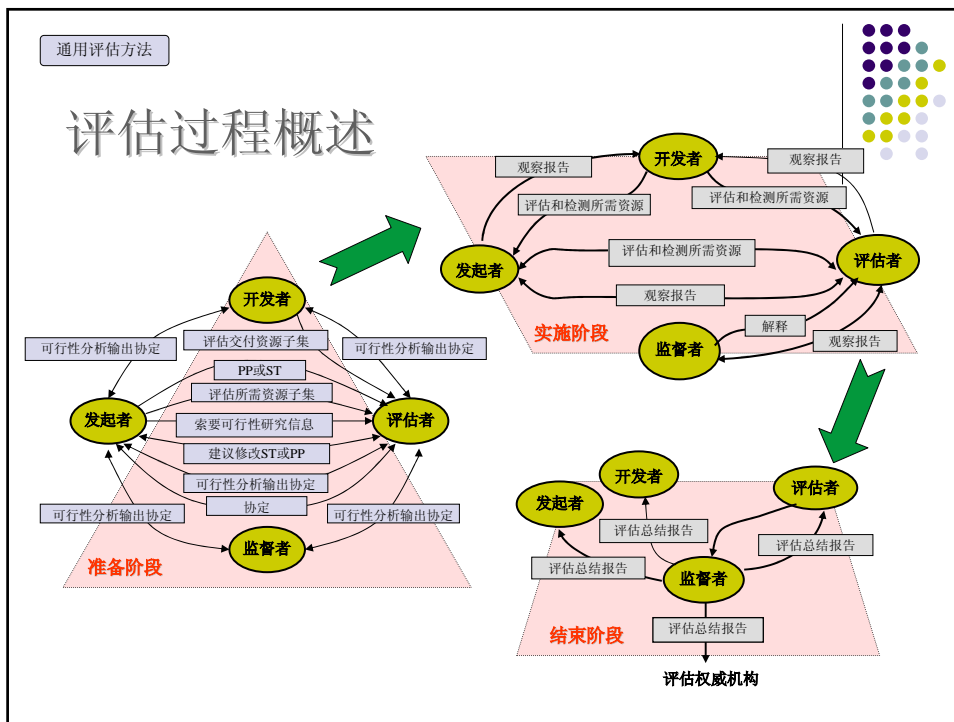 通用评估方法
评估过程概述
开发者
可行性分析输出协定
评估交付资源子集
可行性分析输出协定
PP或ST
评估所需资源子集
发起者
索要可行性研究信息
评估者
建议修改ST或PP
可行性分析输出协定
协定
可行性分析输出协定
可行性分析输出协定
监督者
准备阶段
开发者
观察报告
观察报告
评估和检测所需资源
评估和检测所需资源
发起者
评估和检测所需资源
评估者
观察报告
实施阶段
解释
监督者
观察报告
开发者
发起者
评估者
评估总结报告
评估总结报告
评估总结报告
监督者
结束阶段
评估总结报告
评估权威机构